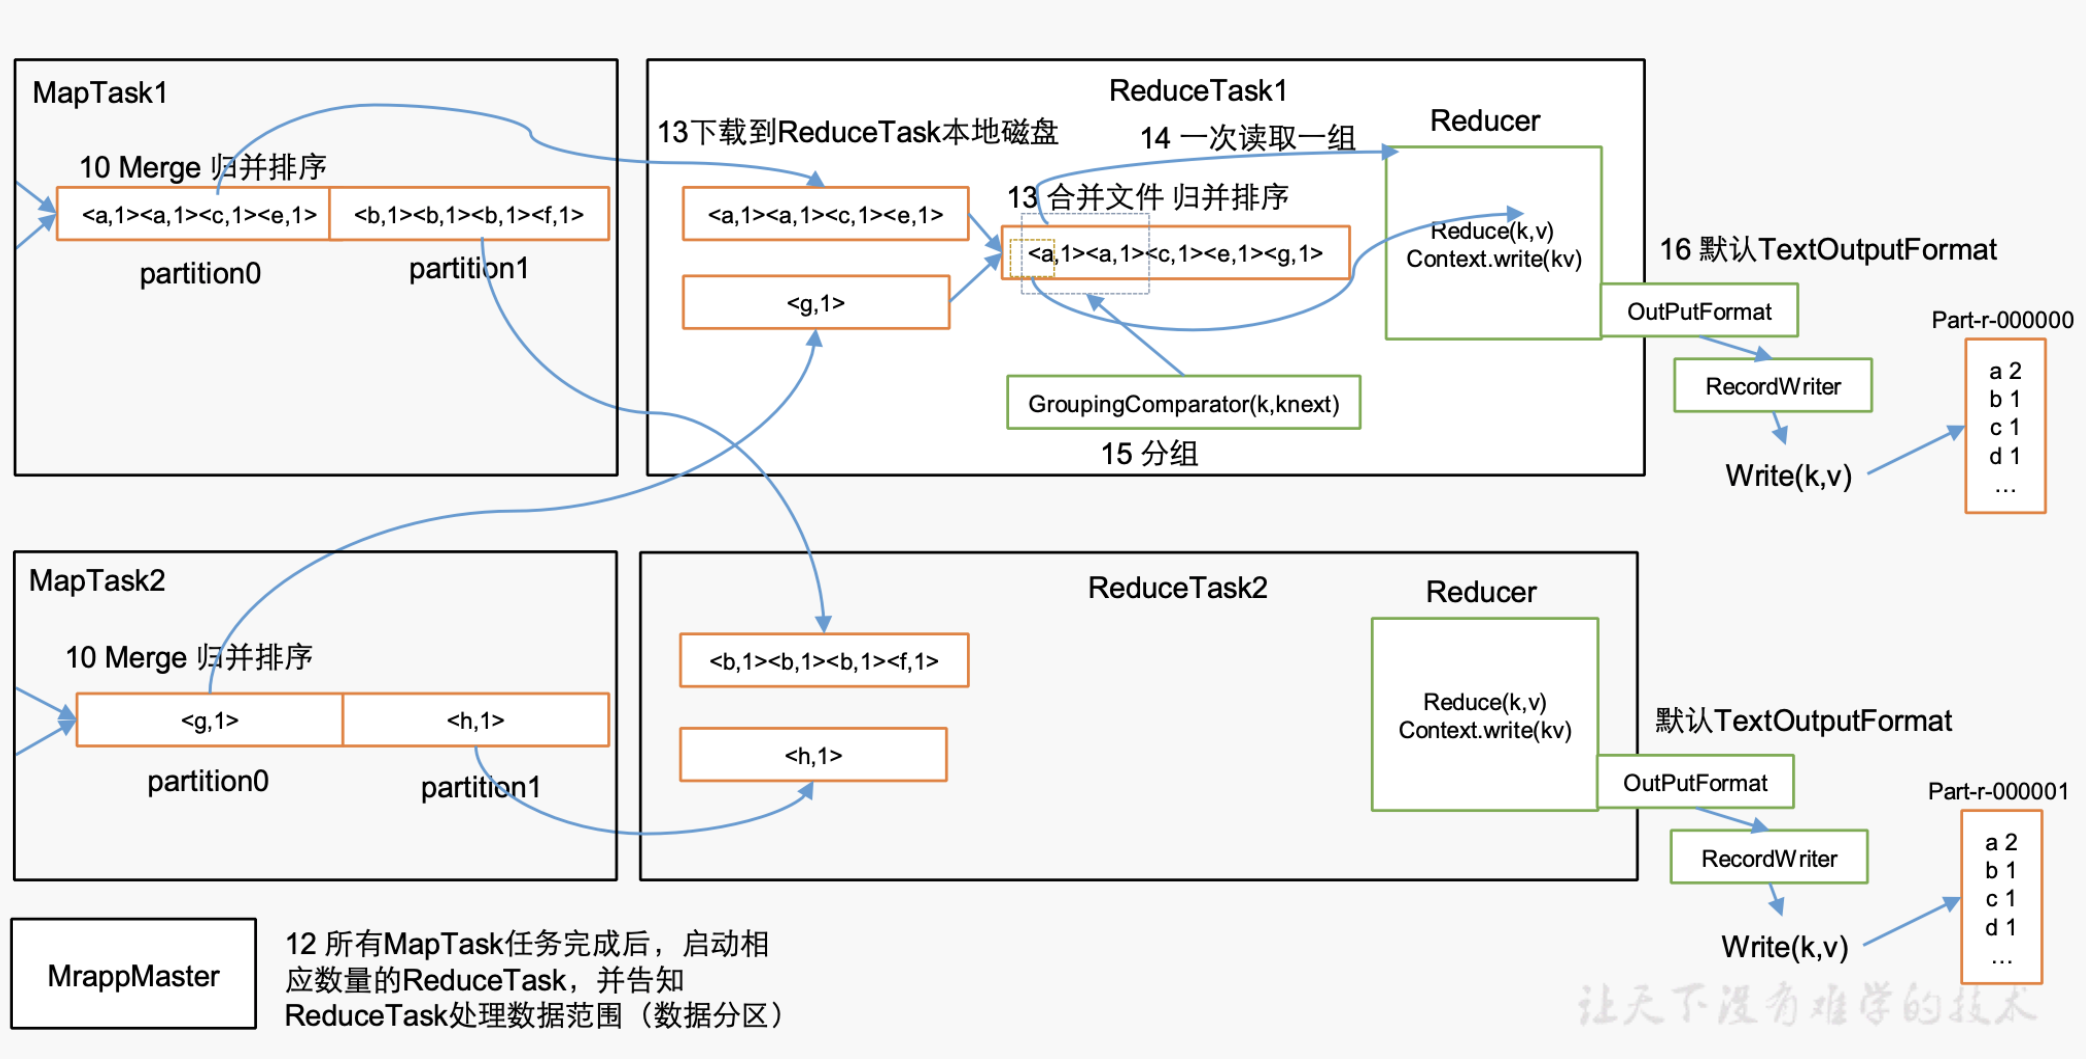 MapTask1
10 Merge 归并排序
<a,1><a,1><c,1><e,1>
<b,1><b,1><b,1><f,1>
partition0
partition1
ReduceTask1
13下载到ReduceTask本地磁盘
14 一次读取一组
Reducer
<a,1><a,1><c,1><e,1>
13 合并文件 归并排序
<a,1><a,1><c,1><e,1><g,1>
<g,1>
Reduce(k,v)
Context.write(kv)
GroupingComparator(k,knext)
15 分组
16 默认TextOutputFormat
OutPutFormat
RecordWriter
Write(k,v)
Part-r-000000
a 2
b 1
c 1
d 1
…
MapTask2
10 Merge 归并排序
<g,1>
<h,1>
partition0
partition1
ReduceTask2
Reducer
<b,1><b,1><b,1><f,1>
<h,1>
Reduce(k,v)
Context.write(kv)
默认TextOutputFormat
OutPutFormat
RecordWriter
Write(k,v)
Part-r-000001
a 2
b 1
c 1
d 1
…
MrappMaster
12 所有MapTask任务完成后，启动相
应数量的ReduceTask，并告知
ReduceTask处理数据范围（数据分区）
让天下没有难学的技术